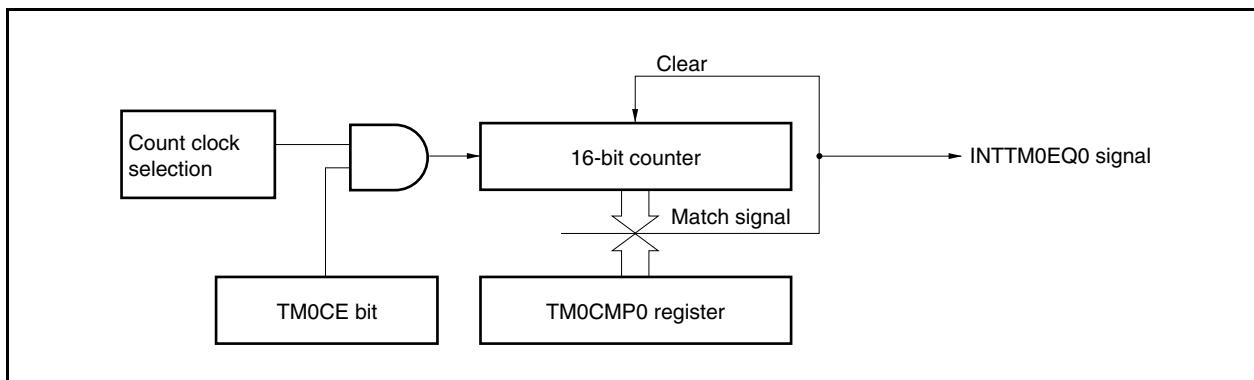 Clear
Count clock
selection
16-bit counter
INTTM0EQ0 signal
Match signal
TM0CE bit
TM0CMP0 register